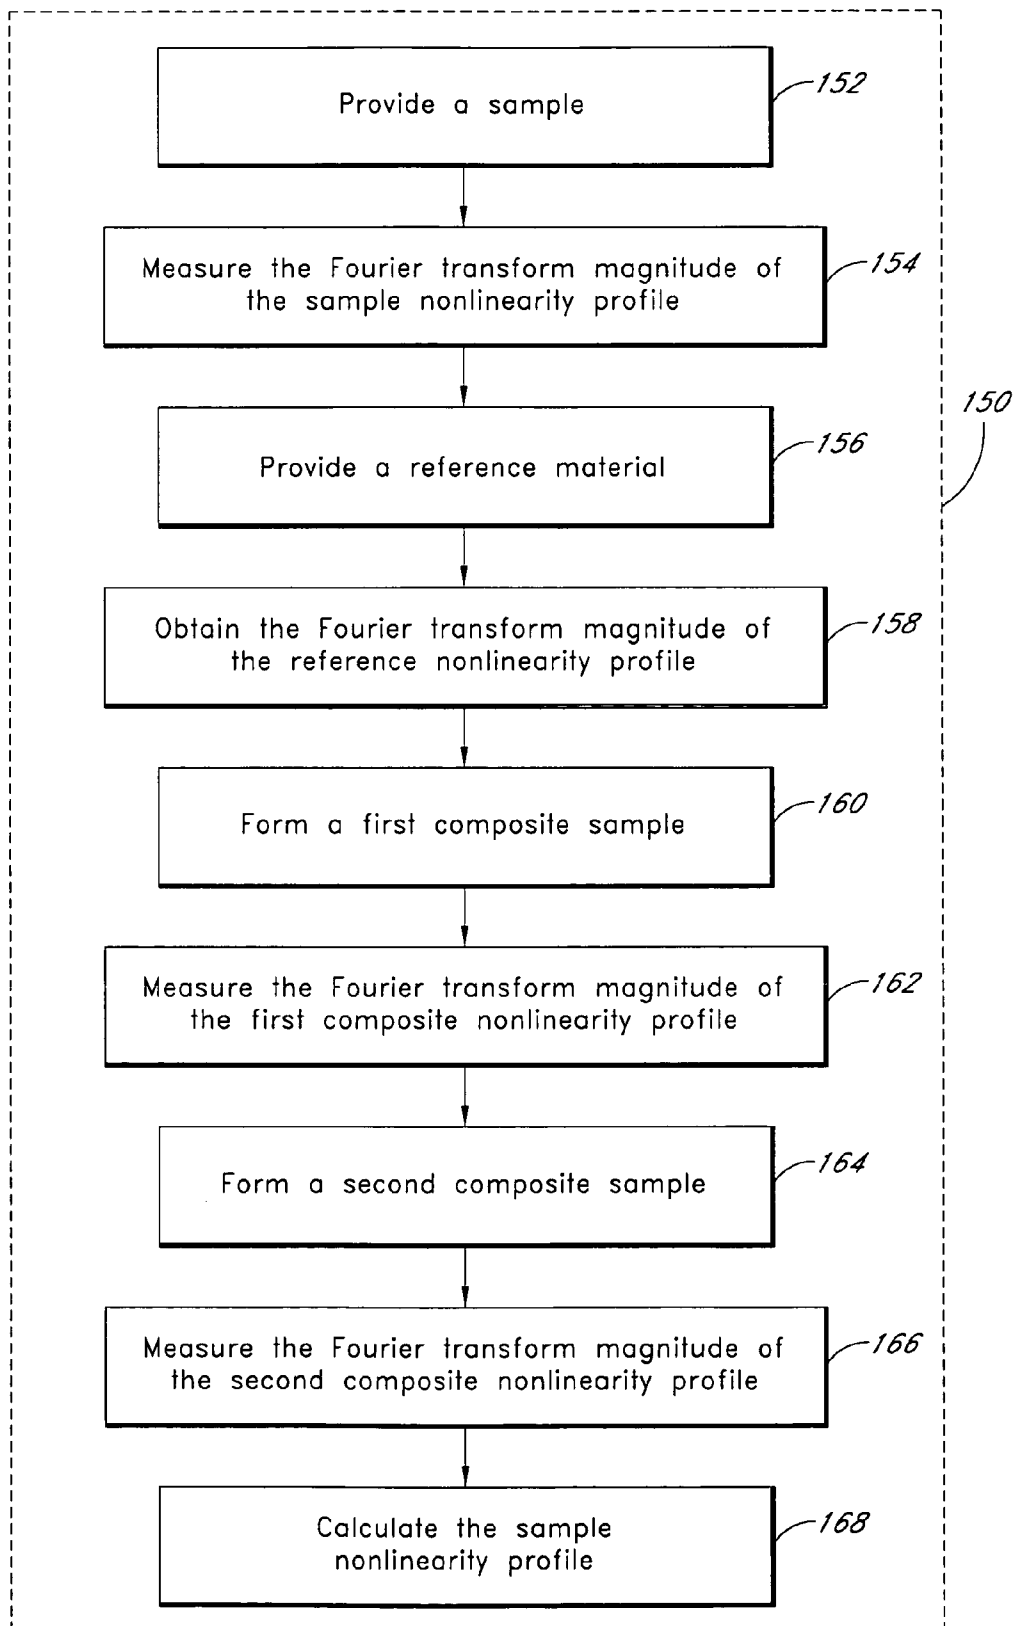 Provide a sample
152
Measure the Fourier transform magnitude of
the sample nonlinearity profile
154
Provide a reference material
156
150
Obtain the Fourier transform magnitude of
the reference nonlinearity profile
158
Form a first composite sample
160
Measure the Fourier transform magnitude of
the first composite nonlinearity profile
162
Form a second composite sample
164
Measure the Fourier transform magnitude of
the second composite nonlinearity profile
166
Calculate the sample
nonlinearity profile
168